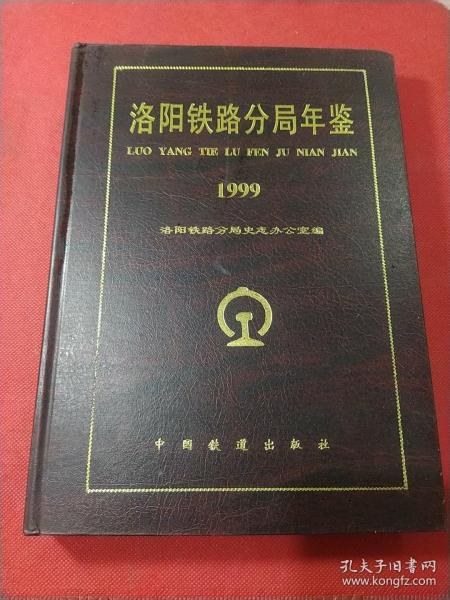 洛阳铁路分局年鉴
LUO YANG TIE LU FEN JU NIAN JIAN
1999
洛阳铁路分局史志办公室编
中国铁道出版社
孔夫子旧书网
www.kongfz.com